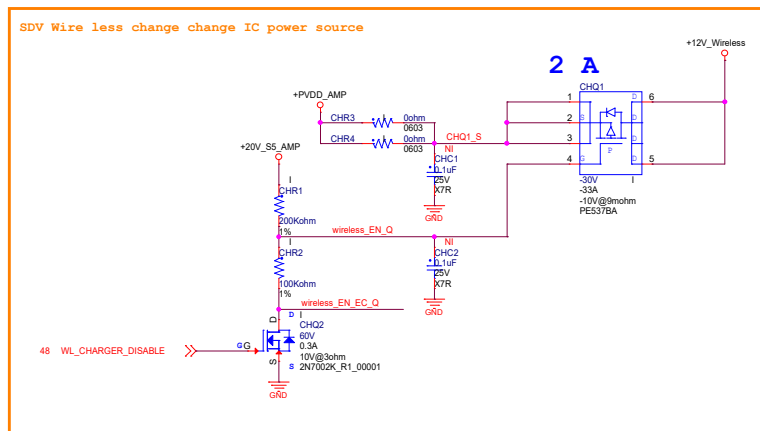 SDV Wire less change change IC power source
+12V_Wireless
2 A
CHQ1
+PVDD_AMP
CHR3
0ohm
0603
CHR4
0ohm
0603
CHQ1_S
1
2
3
4
S
G
D
D
D
D
P
6
5
+20V_S5_AMP
NI
CHC1
0.1uF
25V
X7R
GND
-30V
I
-33A
-10V@9mohm
PE537BA
I
CHR1
200Kohm
1%
wireless_EN_Q
I
CHR2
100Kohm
1%
NI
CHC2
0.1uF
25V
X7R
GND
wireless_EN_EC_Q
D
D
I
CHQ2
60V
0.3A
10V@3ohm
2N7002K_R1_00001
G
G
S
S
48 WL_CHARGER_DISABLE
GND